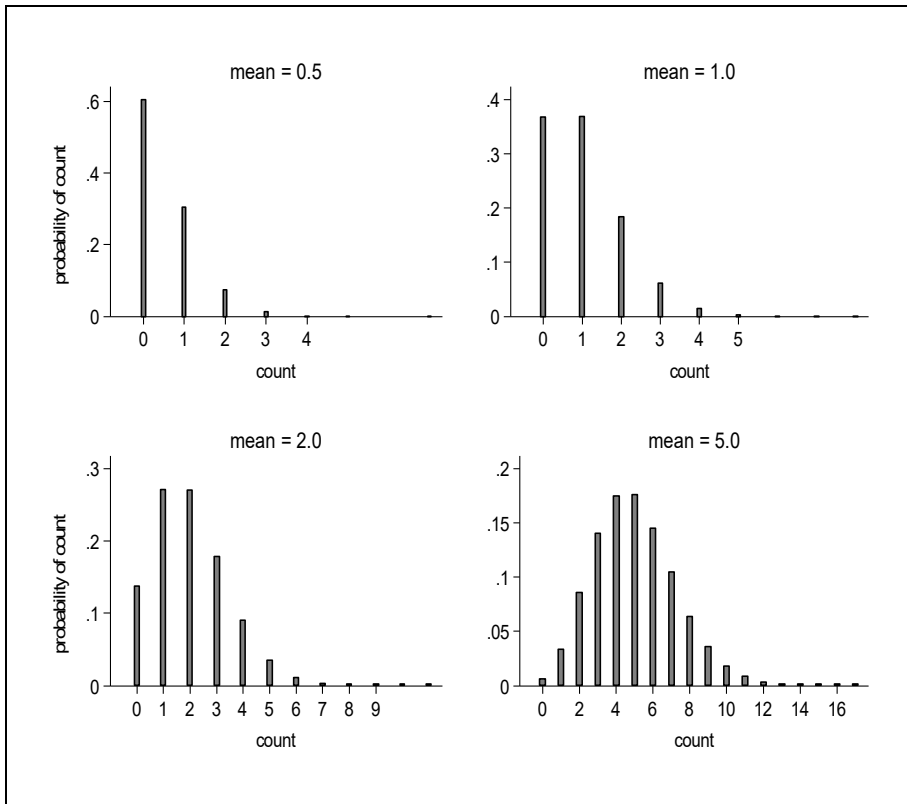 mean = 0.5
.6
.4
.2
0
probability of count
0 1 2 3 4
count
mean = 1.0
.4
.3
.2
.1
0
0 1 2 3 4 5
count
mean = 2.0
.3
.2
.1
0
probability of count
0 1 2 3 4 5 6 7 8 9
count
mean = 5.0
.2
.15
.1
.05
0
0 2 4 6 8 10 12 14 16
count